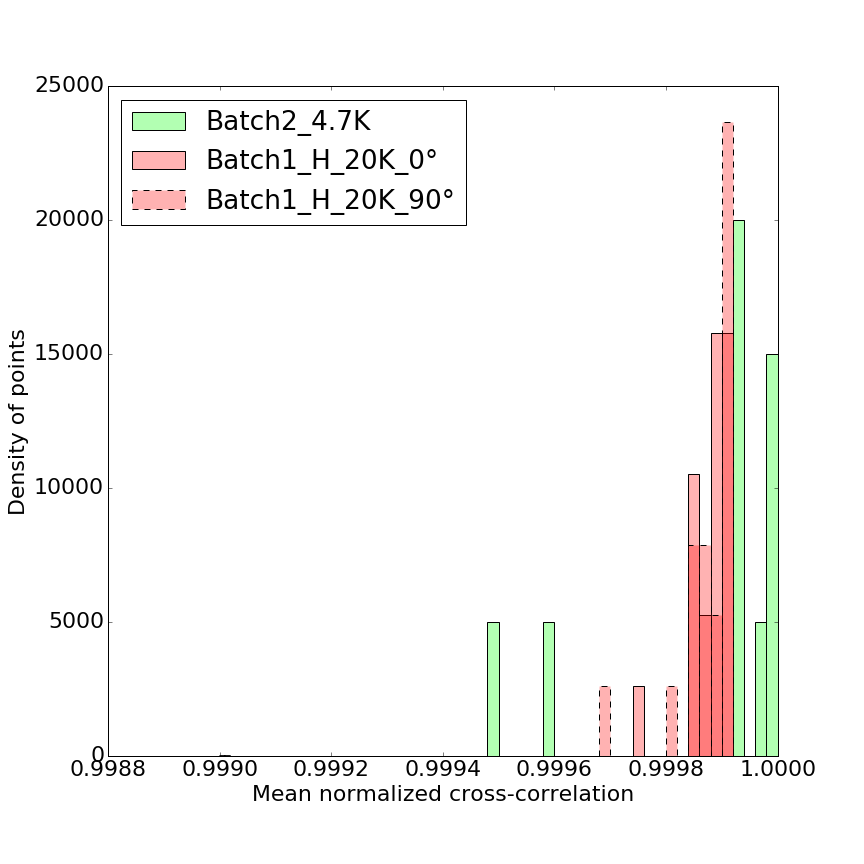 25000
20000
15000
10000
5000
0
Density of points
Batch2_4.7K
Batch1_H_20K_0°
Batch1_H_20K_90°
0.9988 0.9990 0.9992 0.9994 0.9996 0.9998 1.0000
Mean normalized cross-correlation